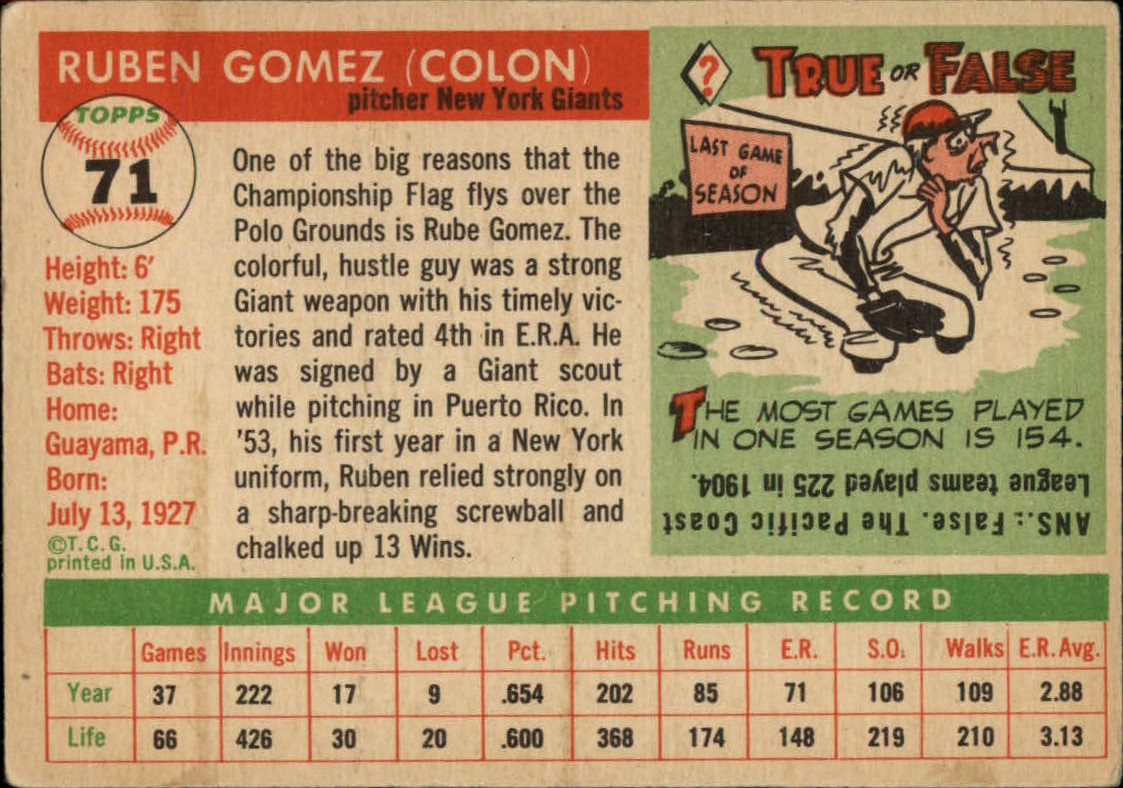 RUBEN GOMEZ (COLON)
pitcher New York Giants
TOPPS
71
Height: 6'
Weight: 175
Throws: Right
Bats: Right
Home:
Guayama, P.R.
Born:
July 13, 1927
©T.C.G.
printed in U.S.A.
One of the big reasons that the
Championship Flag flys over the
Polo Grounds is Rube Gomez. The
colorful, hustle guy was a strong
Giant weapon with his timely vic-
tories and rated 4th in E.R.A. He
was signed by a Giant scout
while pitching in Puerto Rico. In
'53, his first year in a New York
uniform, Ruben relied strongly on
a sharp-breaking screwball and
chalked up 13 Wins.
? TRUE OR FALSE
LAST GAME
OF
SEASON
THE MOST GAMES PLAYED
IN ONE SEASON IS 154.
ANS.: False. The Pacific Coast
League teams played 225 in 1904.
MAJOR LEAGUE PITCHING RECORD
Games Innings Won Lost Pct. Hits Runs E.R. S.O. Walks E.R.Avg.
Year 37 222 17 9 .654 202 85 71 106 109 2.88
Life 66 426 30 20 .600 368 174 148 219 210 3.13